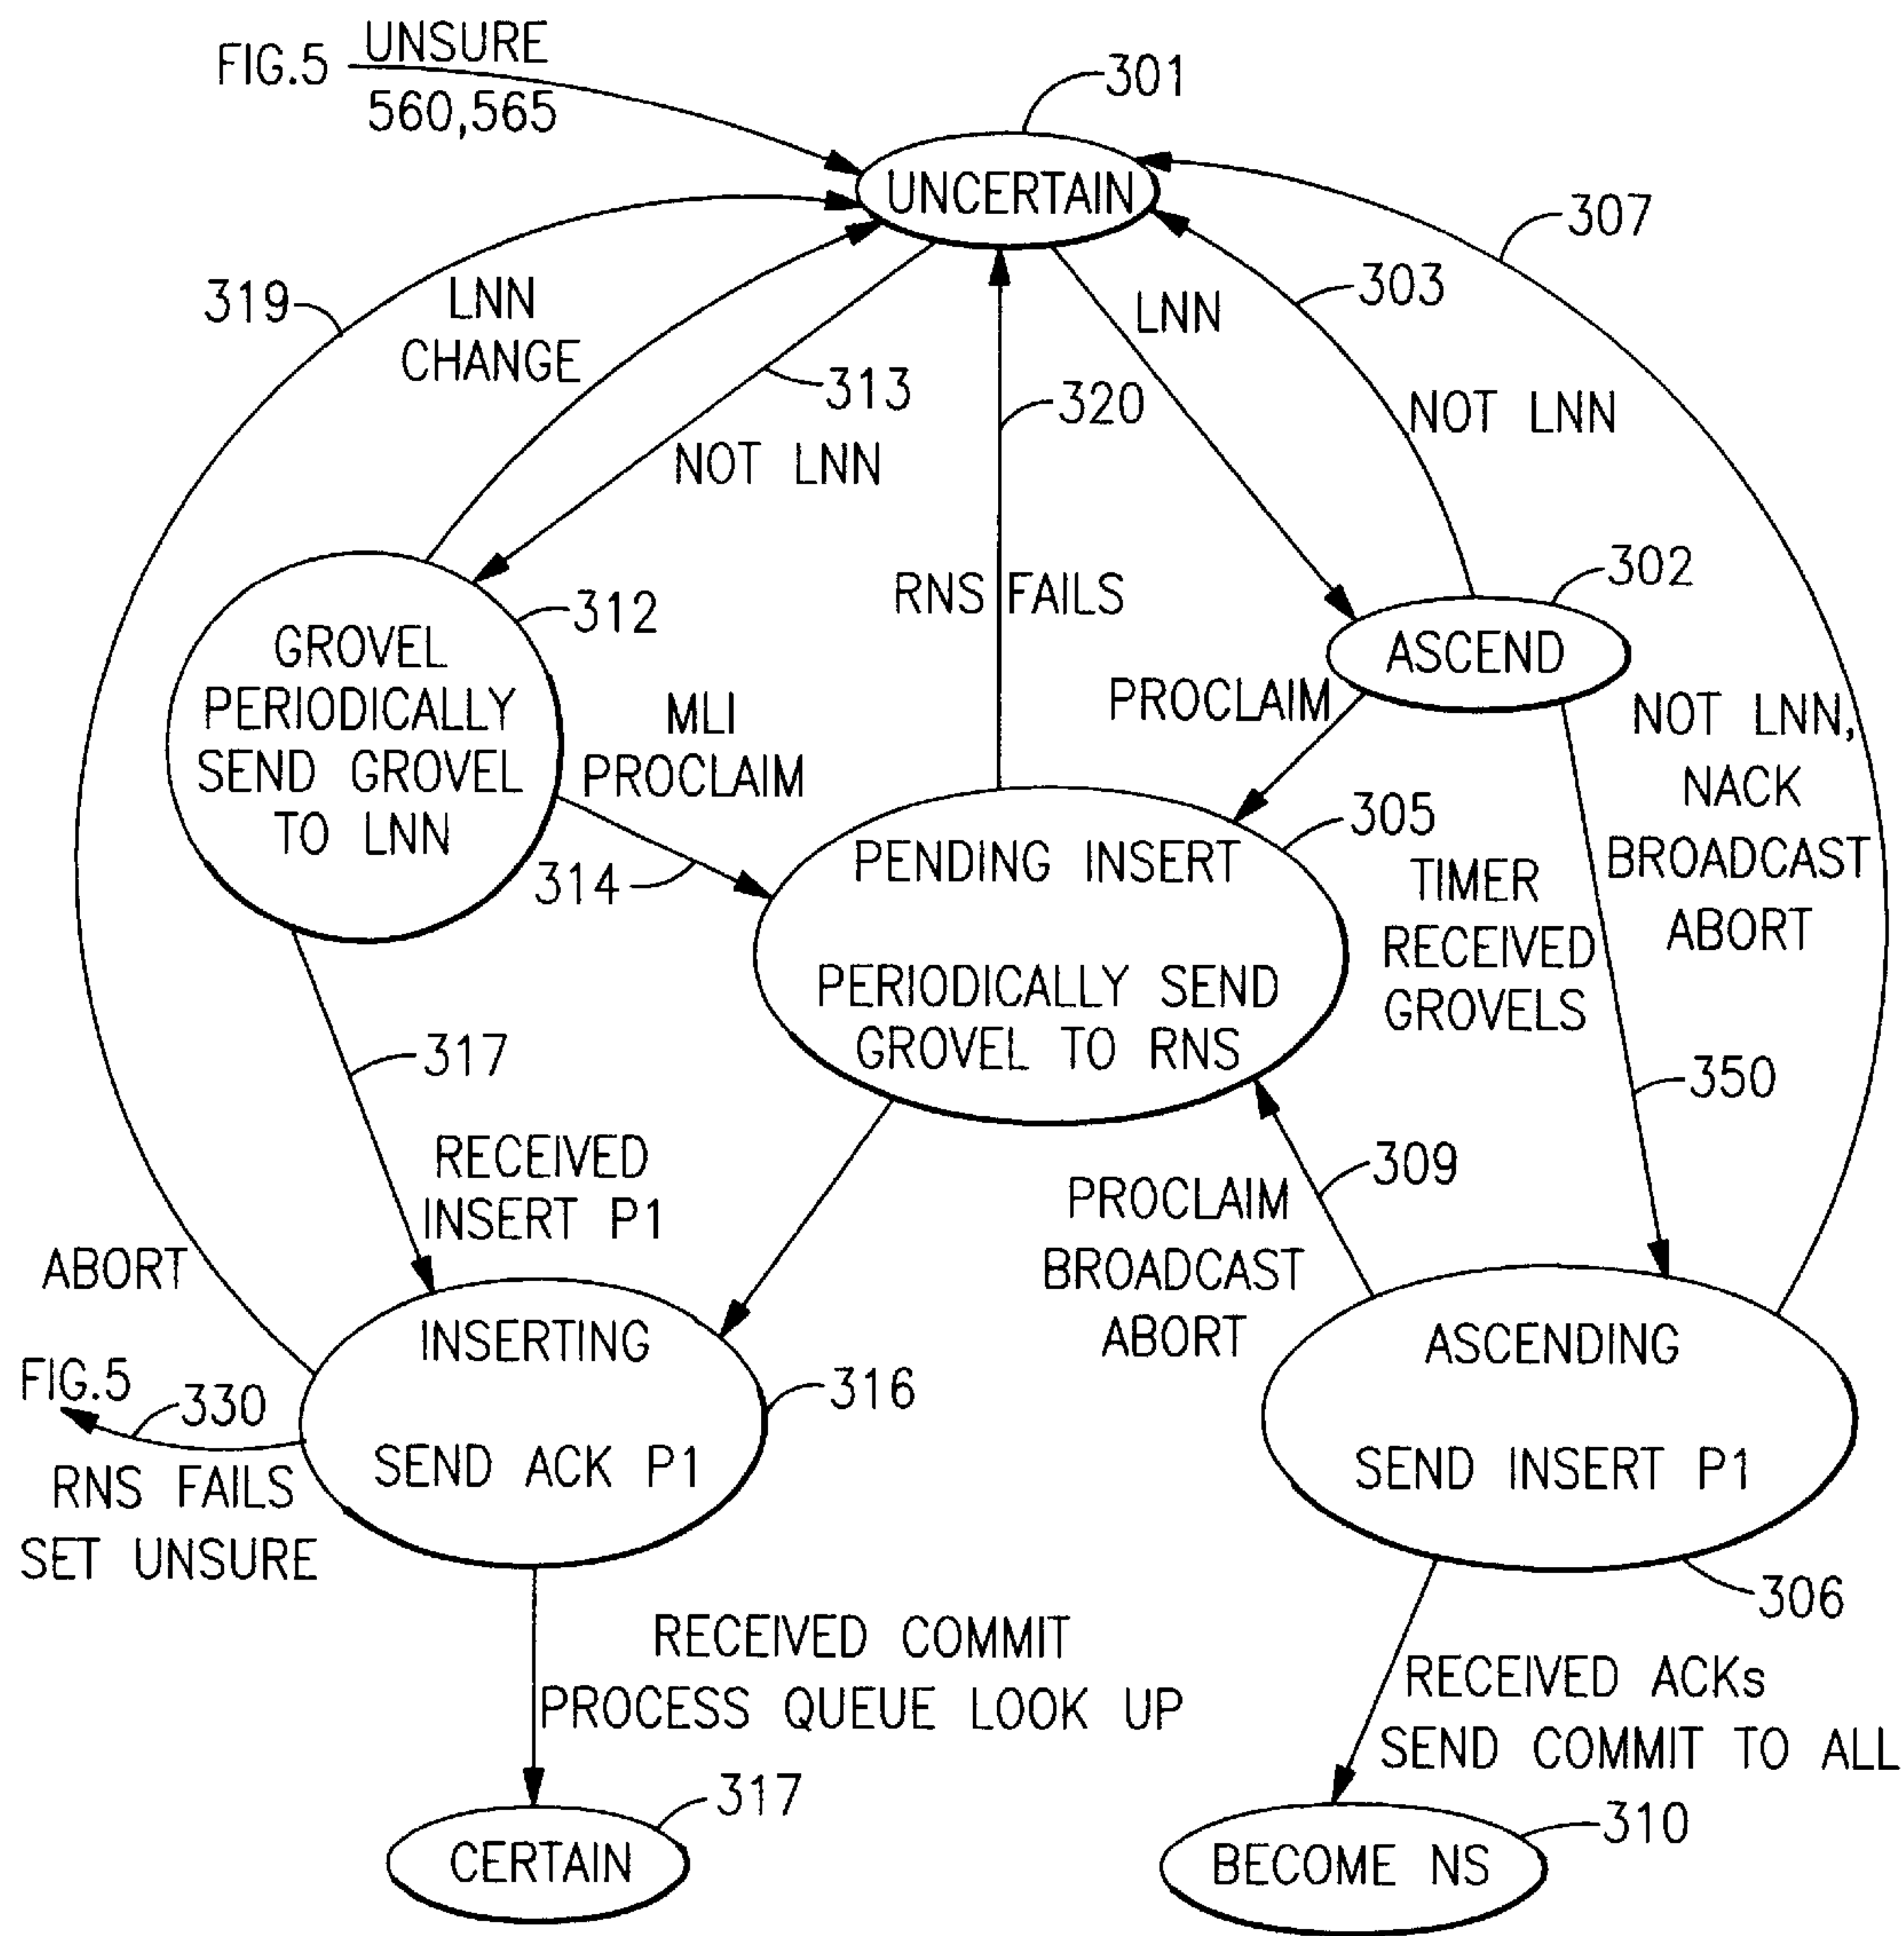 UNSURE
FIG.5
560,565
301
UNCERTAIN
307
319
LNN
CHANGE
303
LNN
313
320
NOT LNN
NOT LNN
302
RNS FAILS
312
GROVEL
PERIODICALLY
SEND GROVEL
TO LNN
ASCEND
MLI
PROCLAIM
PROCLAIM
NOT LNN,
NACK
BROADCAST
ABORT
305
314
PENDING INSERT
PERIODICALLY SEND
GROVEL TO RNS
TIMER
RECEIVED
GROVELS
317
350
RECEIVED
INSERT P1
309
PROCLAIM
BROADCAST
ABORT
ABORT
INSERTING
SEND ACK P1
316
ASCENDING
SEND INSERT P1
FIG.5
330
RNS FAILS
SET UNSURE
306
RECEIVED COMMIT
PROCESS QUEUE LOOK UP
RECEIVED ACKs
SEND COMMIT TO ALL
317
CERTAIN
310
BECOME NS